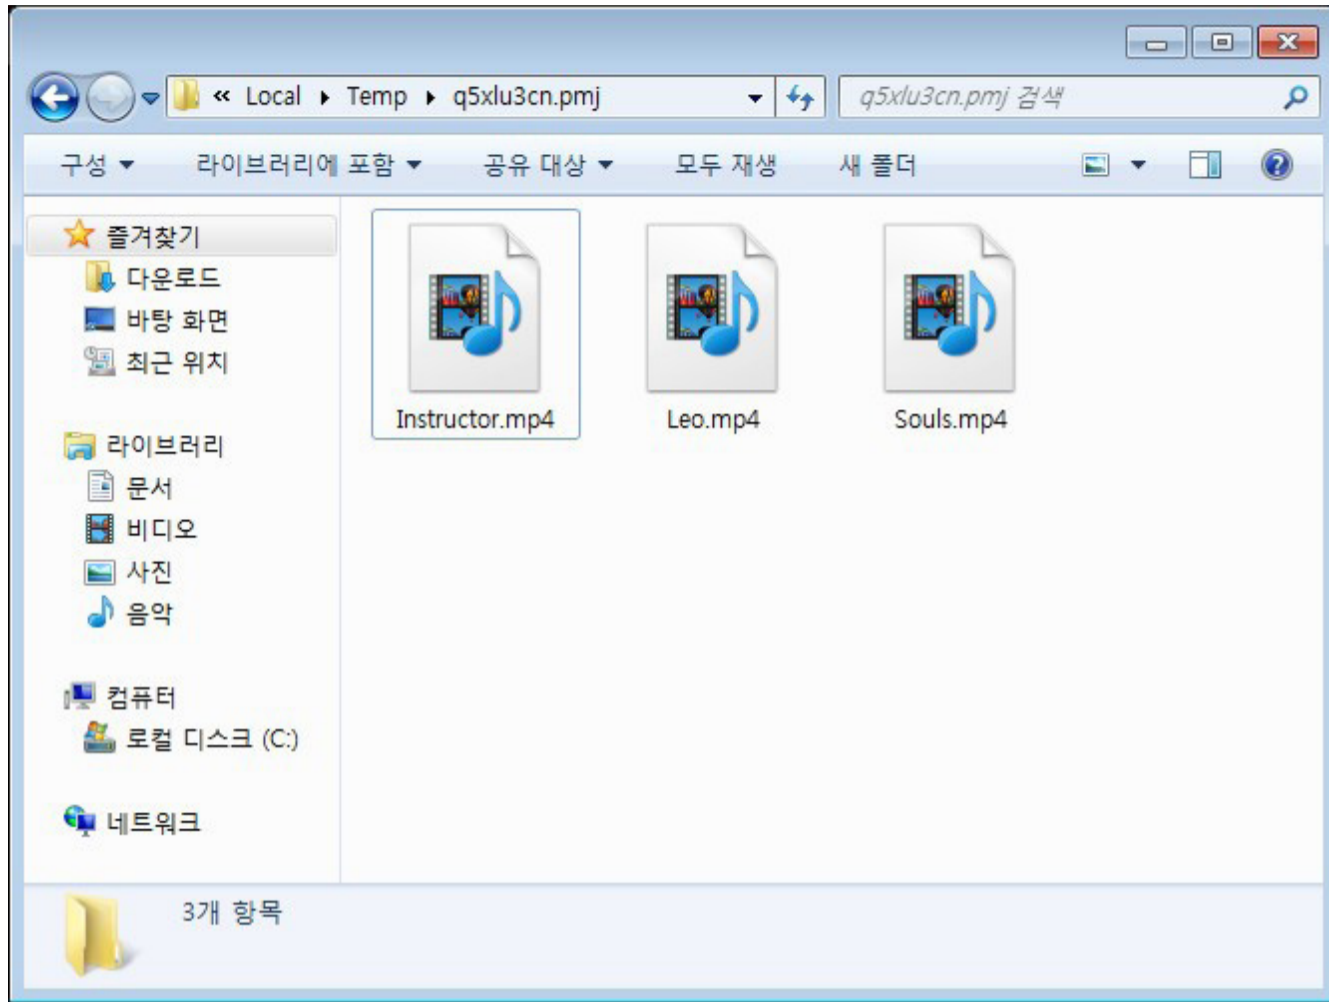 « Local ▸ Temp ▸ q5xlu3cn.pmj
q5xlu3cn.pmj 검색
구성 라이브러리에 포함 공유 대상 모두 재생 새 폴더
즐겨찾기
다운로드
바탕 화면
최근 위치
라이브러리
문서
비디오
사진
음악
컴퓨터
로컬 디스크 (C:)
네트워크
Instructor.mp4 Leo.mp4 Souls.mp4
3개 항목